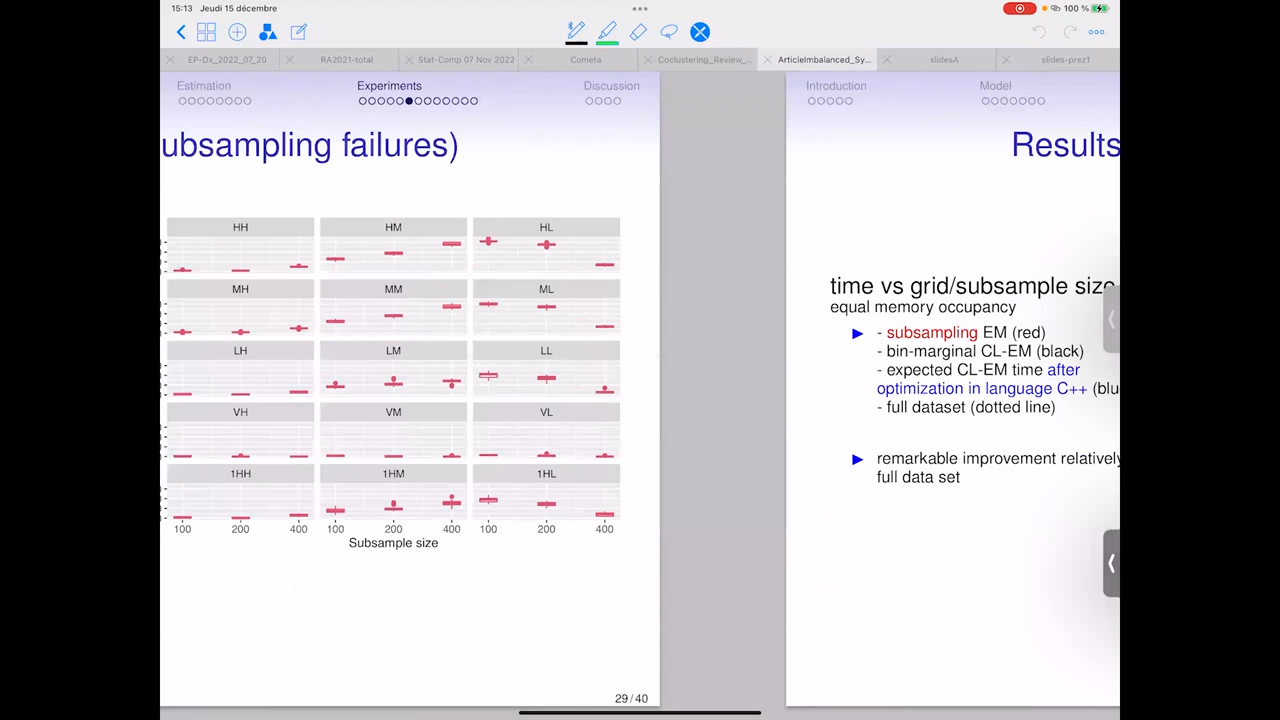 15:13 Jeudi 15 décembre
100 %
EP-Dx_2022_07_20
RA2021-total
Stat-Comp 07 Nov 2022
Cometa
Coclustering_Review_...
ArticleImbalanced_Sy...
slidesA
slides-prez1
Estimation
Experiments
Discussion
ubsampling failures)
HH
HM
HL
MH
MM
ML
LH
LM
LL
VH
VM
VL
1HH
1HM
1HL
100 200 400 100 200 400 100 200 400
Subsample size
29 / 40
Introduction
Model
Results
time vs grid/subsample size
equal memory occupancy
- subsampling EM (red)
- bin-marginal CL-EM (black)
- expected CL-EM time after
optimization in language C++ (blu
- full dataset (dotted line)
remarkable improvement relatively
full data set